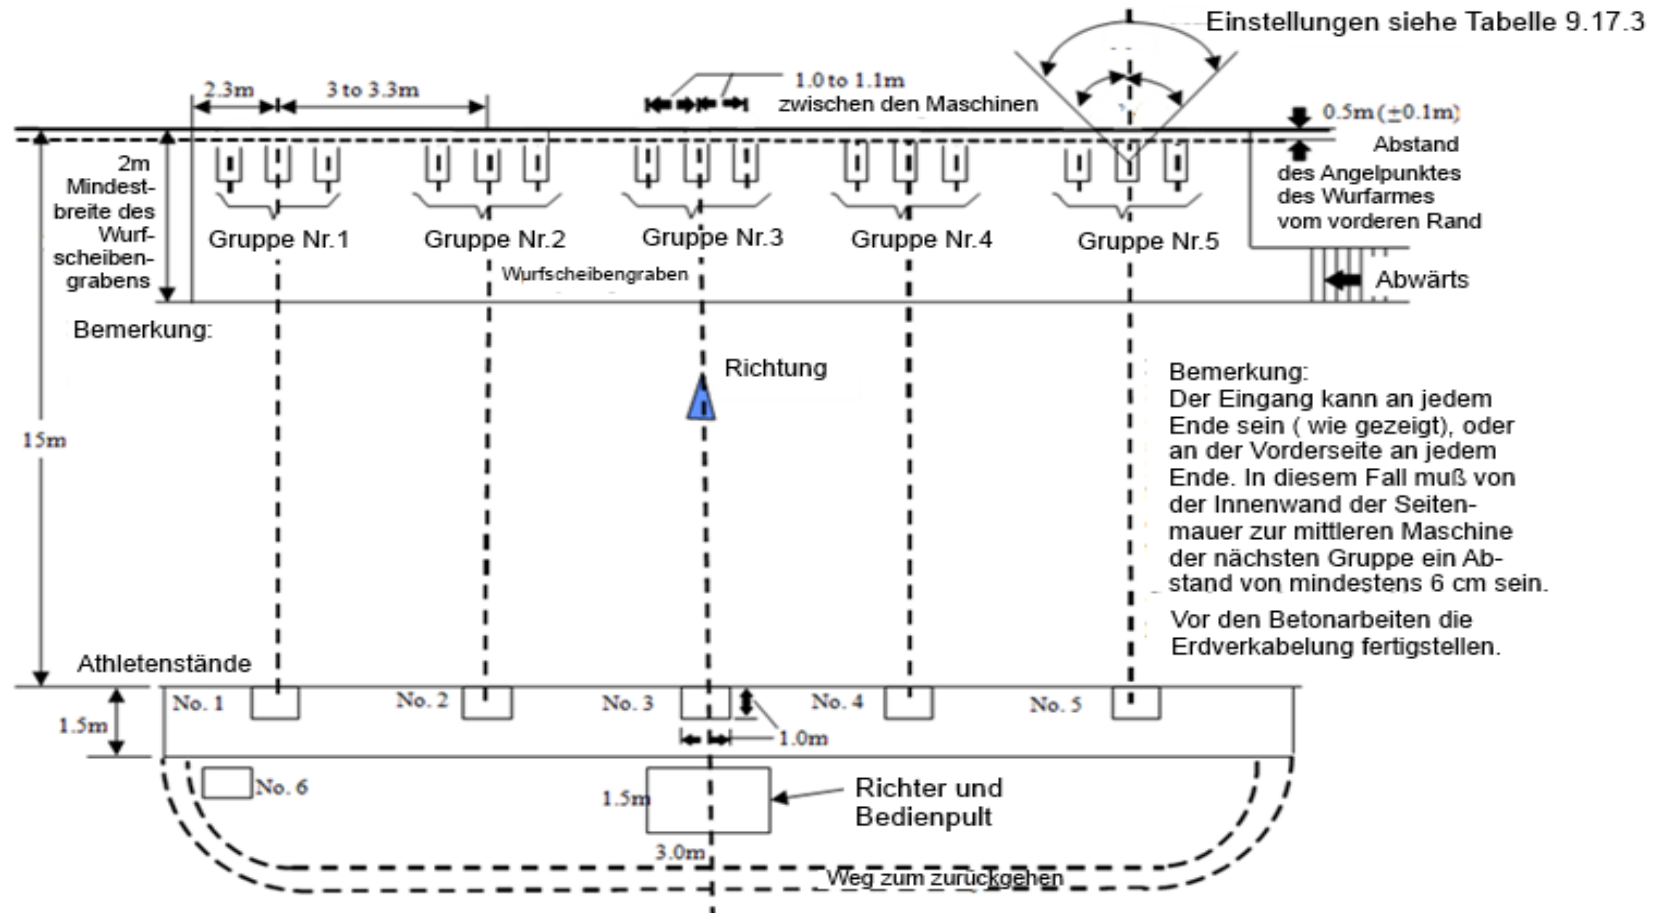 Einstellungen siehe Tabelle 9.17.3
2.3m
3 to 3.3m
1.0 to 1.1m
zwischen den Maschinen
0.5m (±0.1m)
Abstand
des Angelpunktes
des Wurfarmes
vom vorderen Rand
2m
Mindest-
breite des
Wurf-
scheiben-
grabens
Gruppe Nr.1
Gruppe Nr.2
Gruppe Nr.3
Gruppe Nr.4
Gruppe Nr.5
Wurfscheibengraben
Abwärts
Bemerkung:
Richtung
15m
Bemerkung:
Der Eingang kann an jedem
Ende sein ( wie gezeigt), oder
an der Vorderseite an jedem
Ende. In diesem Fall muß von
der Innenwand der Seiten-
mauer zur mittleren Maschine
der nächsten Gruppe ein Ab-
stand von mindestens 6 cm sein.
Vor den Betonarbeiten die
Erdverkabelung fertigstellen.
Athletenstände
No. 1
No. 2
No. 3
No. 4
No. 5
1.5m
1.0m
No. 6
1.5m
Richter und
Bedienpult
3.0m
Weg zum zurückgehen